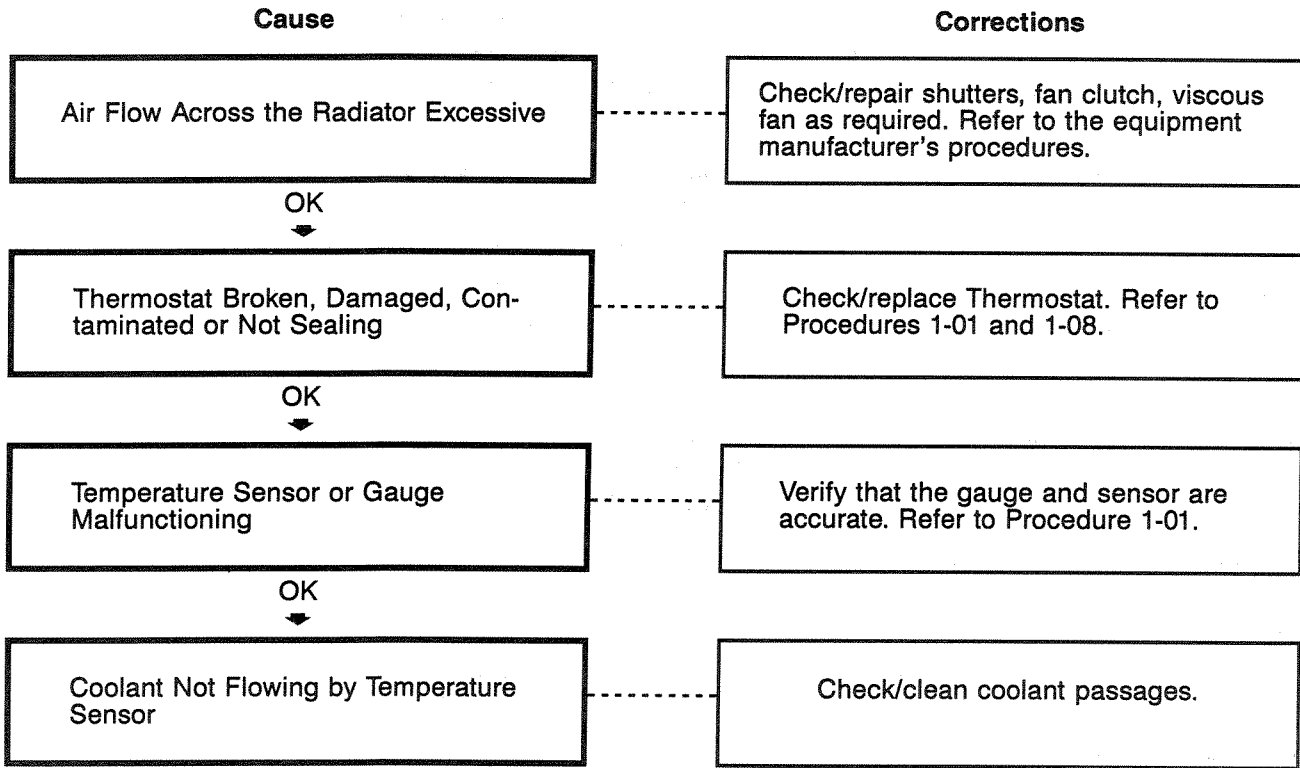 Cause
Corrections
Air Flow Across the Radiator Excessive
Check/repair shutters, fan clutch, viscous
fan as required. Refer to the equipment
manufacturer's procedures.
OK
Thermostat Broken, Damaged, Con-
taminated or Not Sealing
Check/replace Thermostat. Refer to
Procedures 1-01 and 1-08.
OK
Temperature Sensor or Gauge
Malfunctioning
Verify that the gauge and sensor are
accurate. Refer to Procedure 1-01.
OK
Coolant Not Flowing by Temperature
Sensor
Check/clean coolant passages.